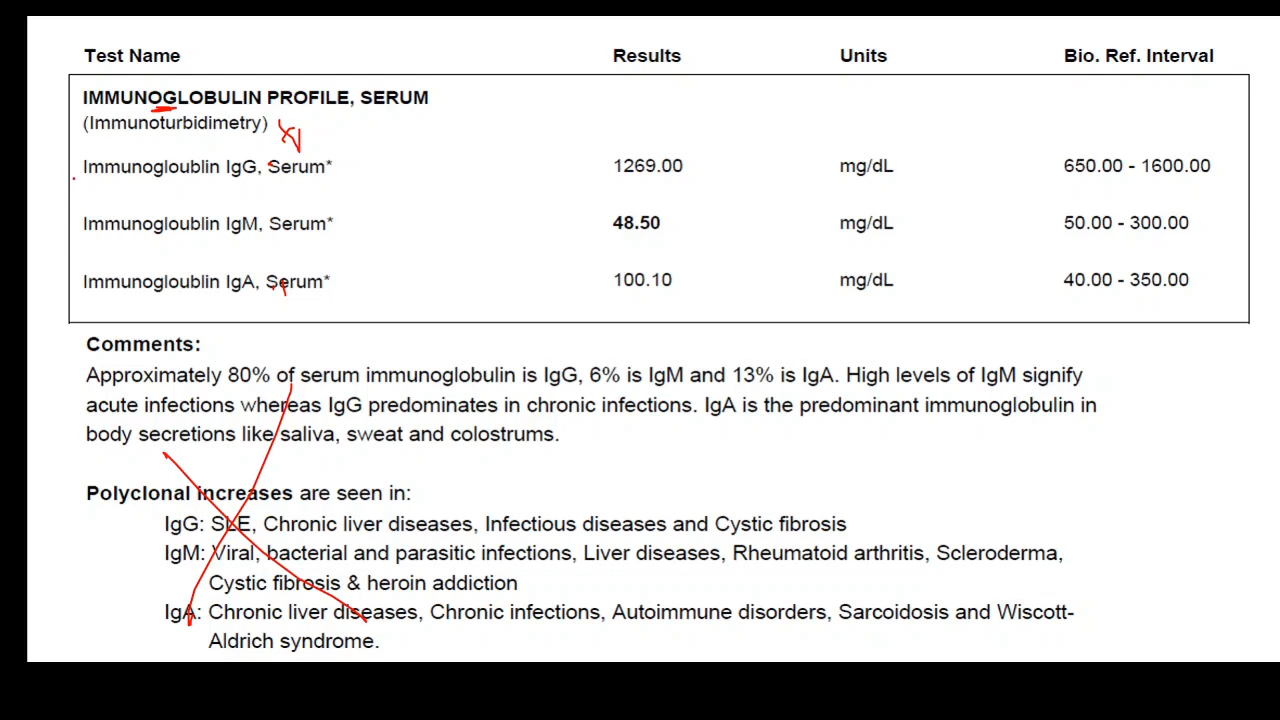 Test Name Results Units Bio. Ref. Interval
IMMUNOGLOBULIN PROFILE, SERUM
(Immunoturbidimetry)
Immunogloublin IgG, Serum* 1269.00 mg/dL 650.00 - 1600.00
Immunogloublin IgM, Serum* 48.50 mg/dL 50.00 - 300.00
Immunogloublin IgA, Serum* 100.10 mg/dL 40.00 - 350.00
Comments:
Approximately 80% of serum immunoglobulin is IgG, 6% is IgM and 13% is IgA. High levels of IgM signify
acute infections whereas IgG predominates in chronic infections. IgA is the predominant immunoglobulin in
body secretions like saliva, sweat and colostrums.
Polyclonal increases are seen in:
IgG: SLE, Chronic liver diseases, Infectious diseases and Cystic fibrosis
IgM: Viral, bacterial and parasitic infections, Liver diseases, Rheumatoid arthritis, Scleroderma,
Cystic fibrosis & heroin addiction
IgA: Chronic liver diseases, Chronic infections, Autoimmune disorders, Sarcoidosis and Wiscott-
Aldrich syndrome.